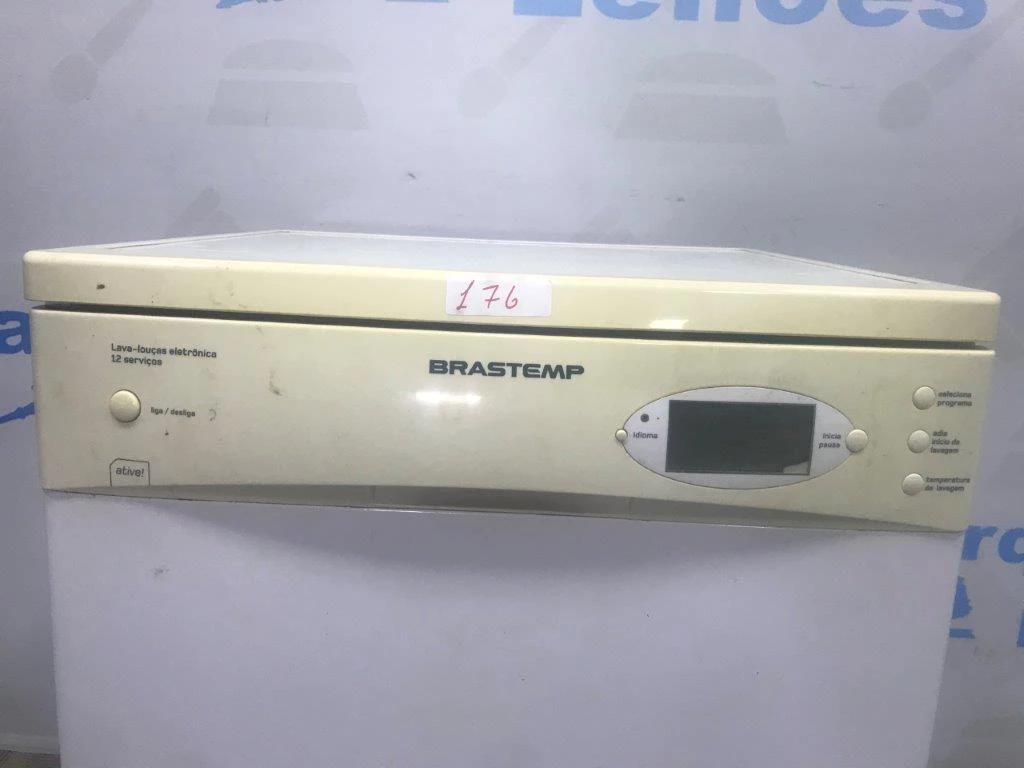 Lenões
176
Lava-louças eletrônica
12 serviços
BRASTEMP
liga / desliga
ative!
idioma
inicia
pausa
seleciona
programa
adia
início da
lavagem
temperatura
da lavagem